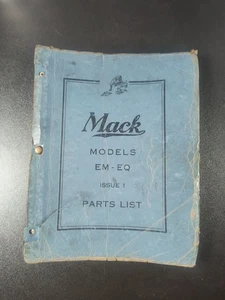 Mack
MODELS
EM-EQ
ISSUE 1
PARTS LIST